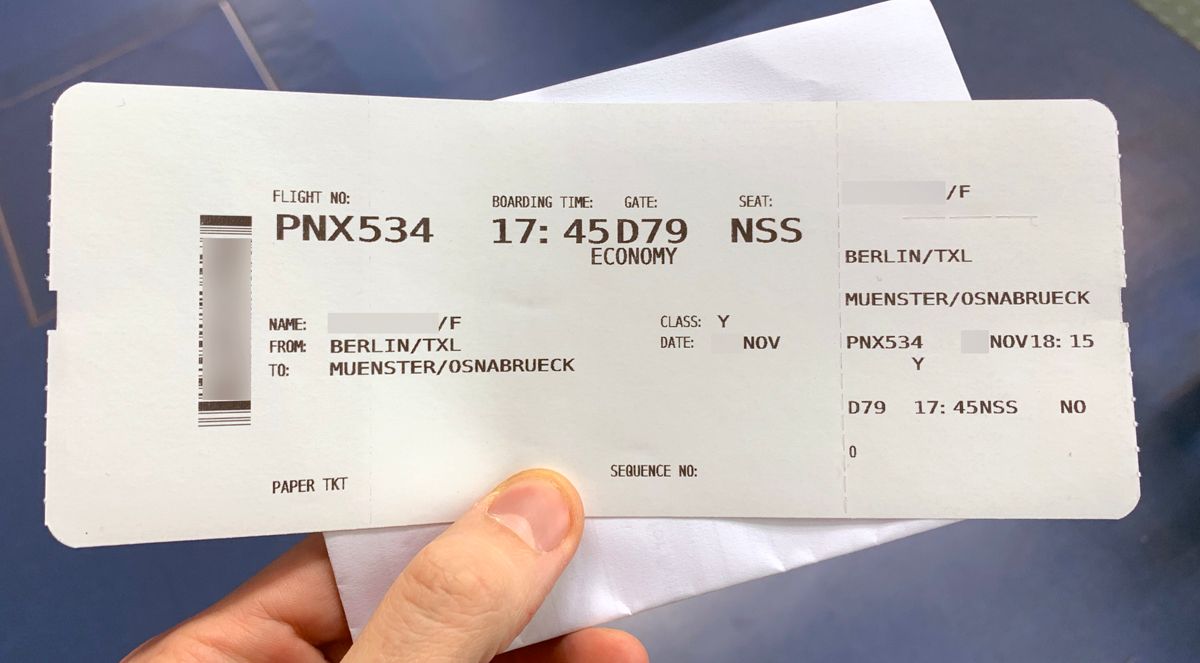 FLIGHT NO: BOARDING TIME: GATE: SEAT:
PNX534 17: 45 D79 NSS
ECONOMY
NAME: /F CLASS: Y
FROM: BERLIN/TXL DATE: NOV
TO: MUENSTER/OSNABRUECK
PAPER TKT SEQUENCE NO:
/F
BERLIN/TXL
MUENSTER/OSNABRUECK
PNX534 NOV18: 15
Y
D79 17: 45NSS NO
0